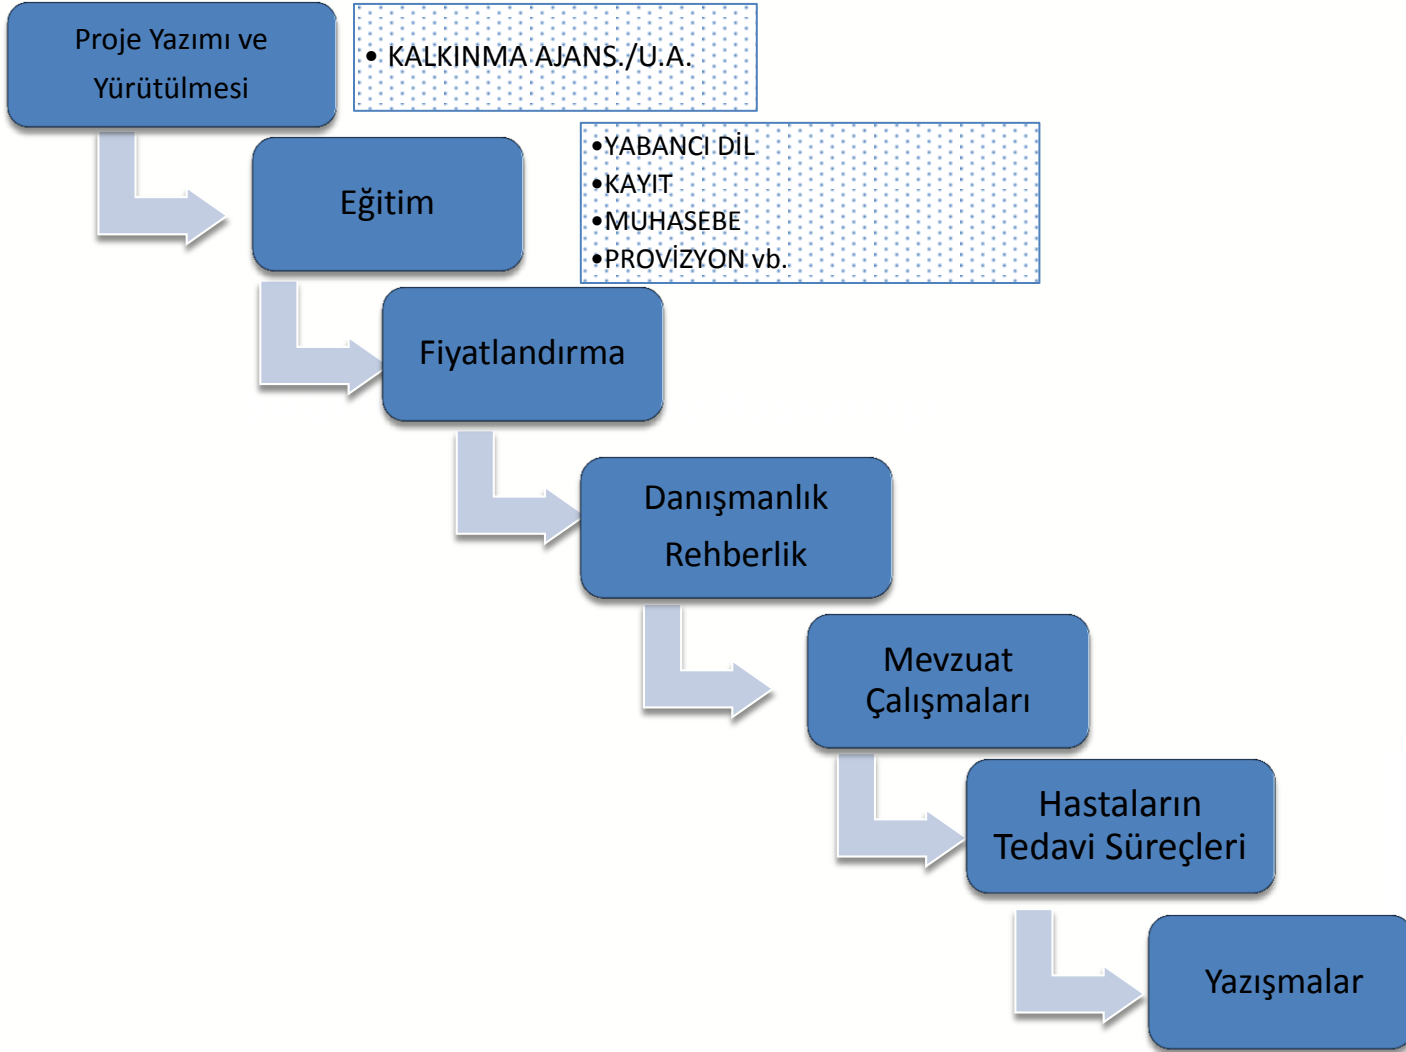 Proje Yazımı ve
Yürütülmesi
• KALKINMA AJANS./U.A.
Eğitim
•YABANCI DİL
•KAYIT
•MUHASEBE
•PROVİZYON vb.
Fiyatlandırma
Danışmanlık
Rehberlik
Mevzuat
Çalışmaları
Hastaların
Tedavi Süreçleri
Yazışmalar